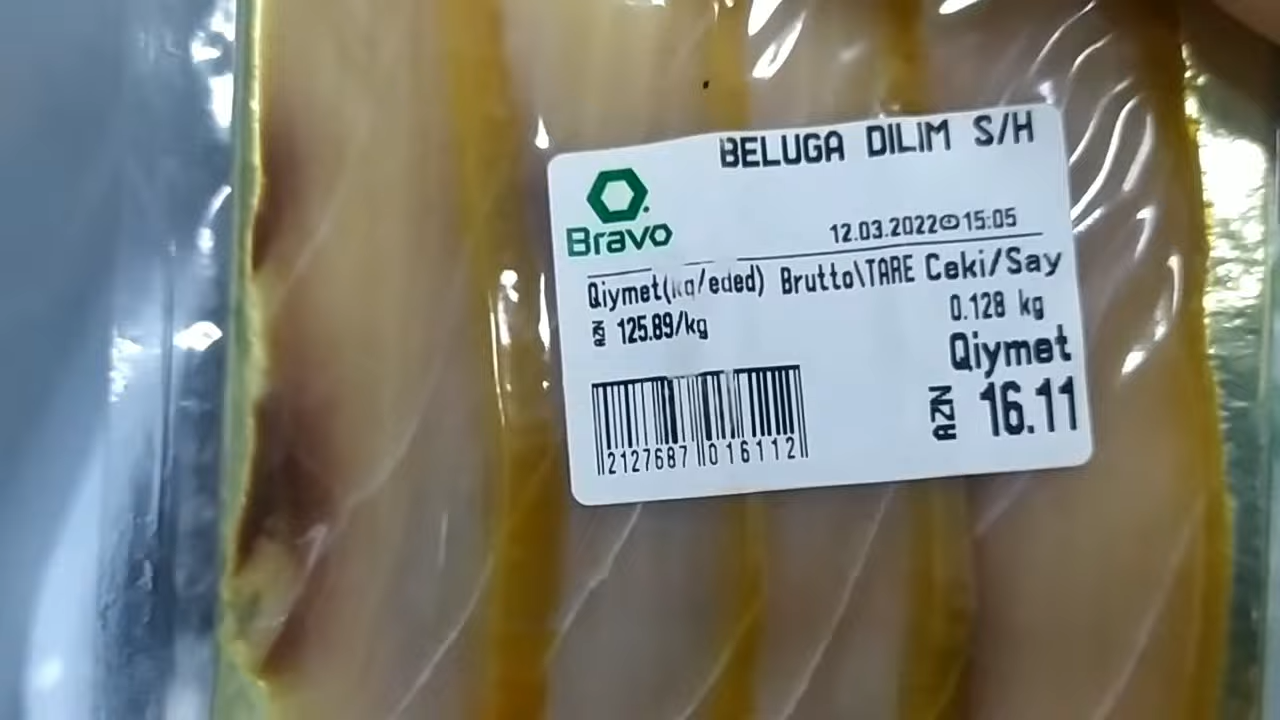 BELUGA DILIM S/H
Bravo
12.03.2022 15:05
Qiymet(kq/eded) Brutto\TARE Ceki/Say
AZN 125.89/kg
0.128 kg
Qiymet
AZN 16.11
2127687 016112